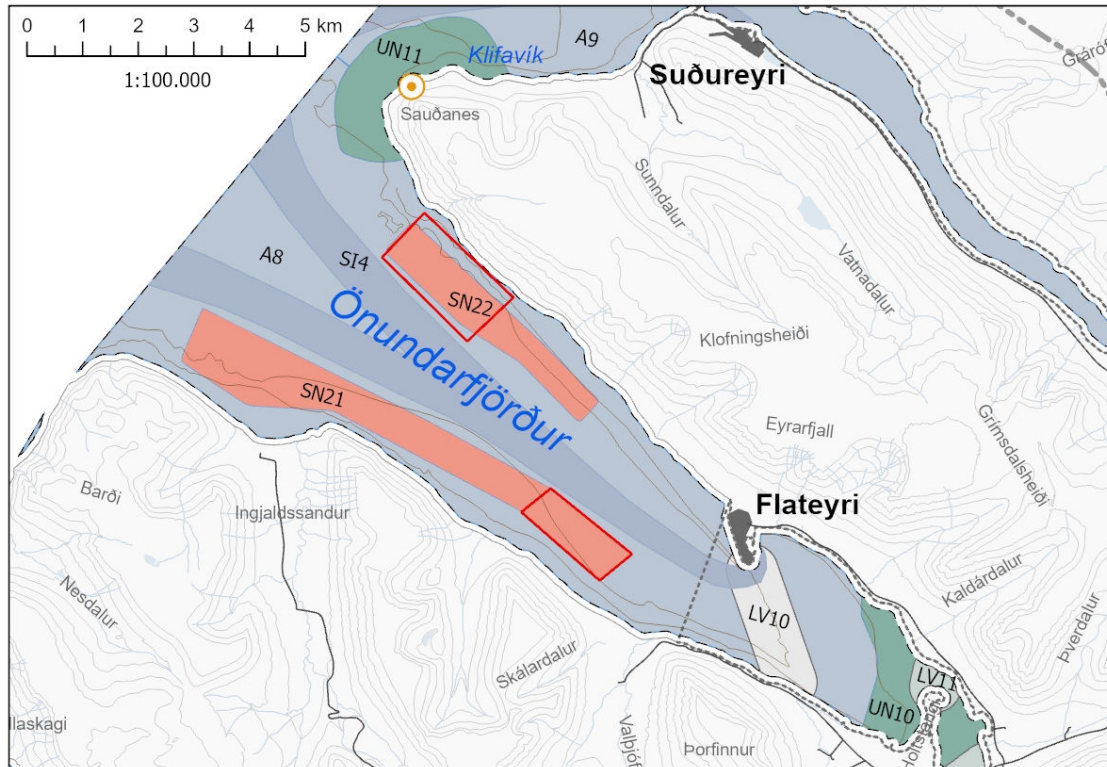 0 1 2 3 4 5 km
1:100.000
UN11
Klifavík
A9
Suðureyri
Sauðanes
Sunndalur
Vatnadalur
A8
SI4
SN22
Önundarfjörður
Klofningsheiði
SN21
Eyrarfjall
Grímsdalsheiði
Barði
Ingjaldssandur
Flateyri
Kaldárdalur
Nesdalur
Þverdalur
LV10
Skálardalur
LV11
UN10
Þorfinnur